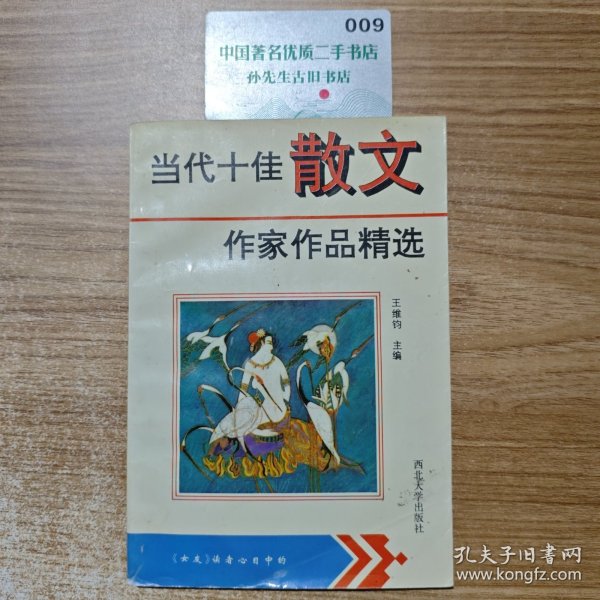 009
中国著名优质二手书店
孙先生古旧书店
当代十佳散文
作家作品精选
王维钧 主编
西北大学出版社
《女友》读者心目中的
孔夫子旧书网
www.kongfz.com